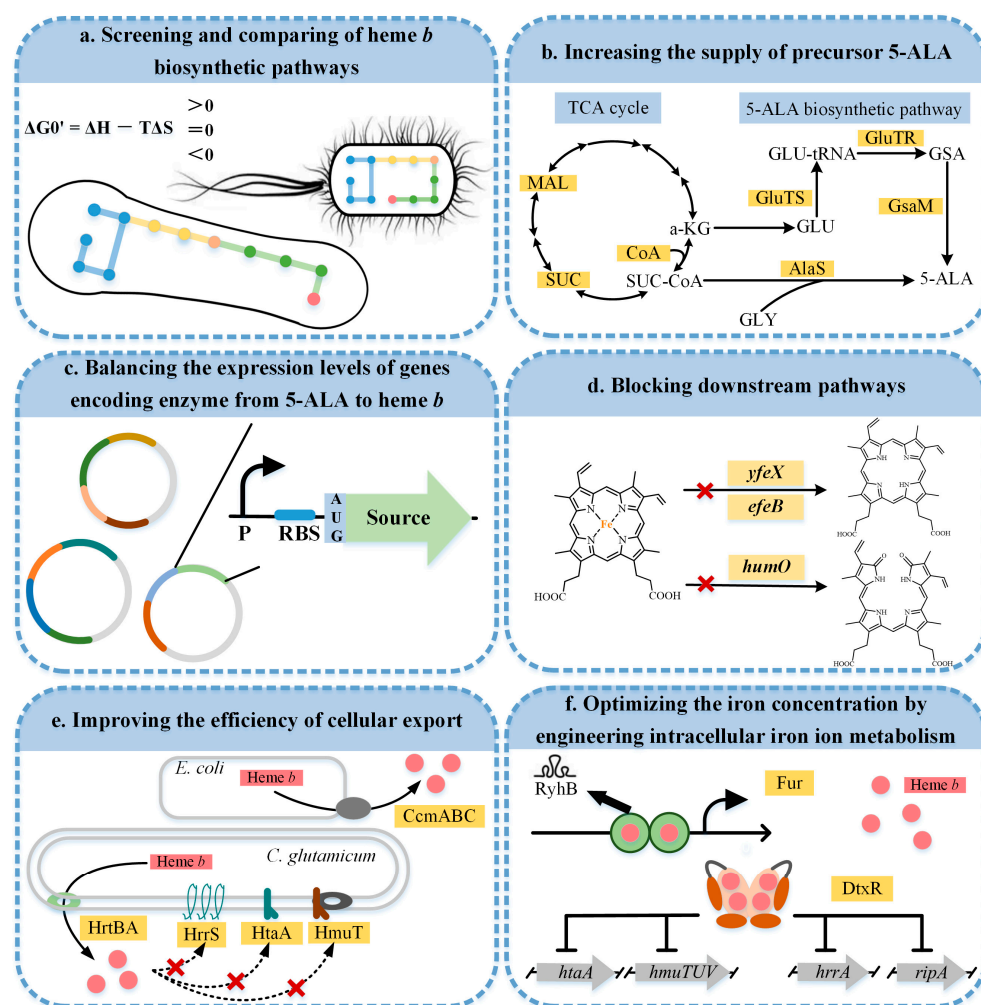 a. Screening and comparing of heme b
biosynthetic pathways
>0
ΔG0' = ΔH − TΔS =0
<0
b. Increasing the supply of precursor 5-ALA
TCA cycle
5-ALA biosynthetic pathway
GluTR
GLU-tRNA
GSA
MAL
GluTS
GsaM
a-KG
GLU
CoA
SUC
SUC-CoA
AlaS
5-ALA
GLY
c. Balancing the expression levels of genes
encoding enzyme from 5-ALA to heme b
P
RBS
A
U
G
Source
d. Blocking downstream pathways
Fe
N
N
N
N
HOOC
COOH
yfeX
efeB
humO
NH
N
HN
N
HOOC
COOH
O
O
NH
HN
NH
N
HOOC
COOH
e. Improving the efficiency of cellular export
E. coli
Heme b
CcmABC
C. glutamicum
Heme b
HrtBA
HrrS
HtaA
HmuT
f. Optimizing the iron concentration by
engineering intracellular iron ion metabolism
RyhB
Fur
Heme b
DtxR
htaA
hmuTUV
hrrA
ripA